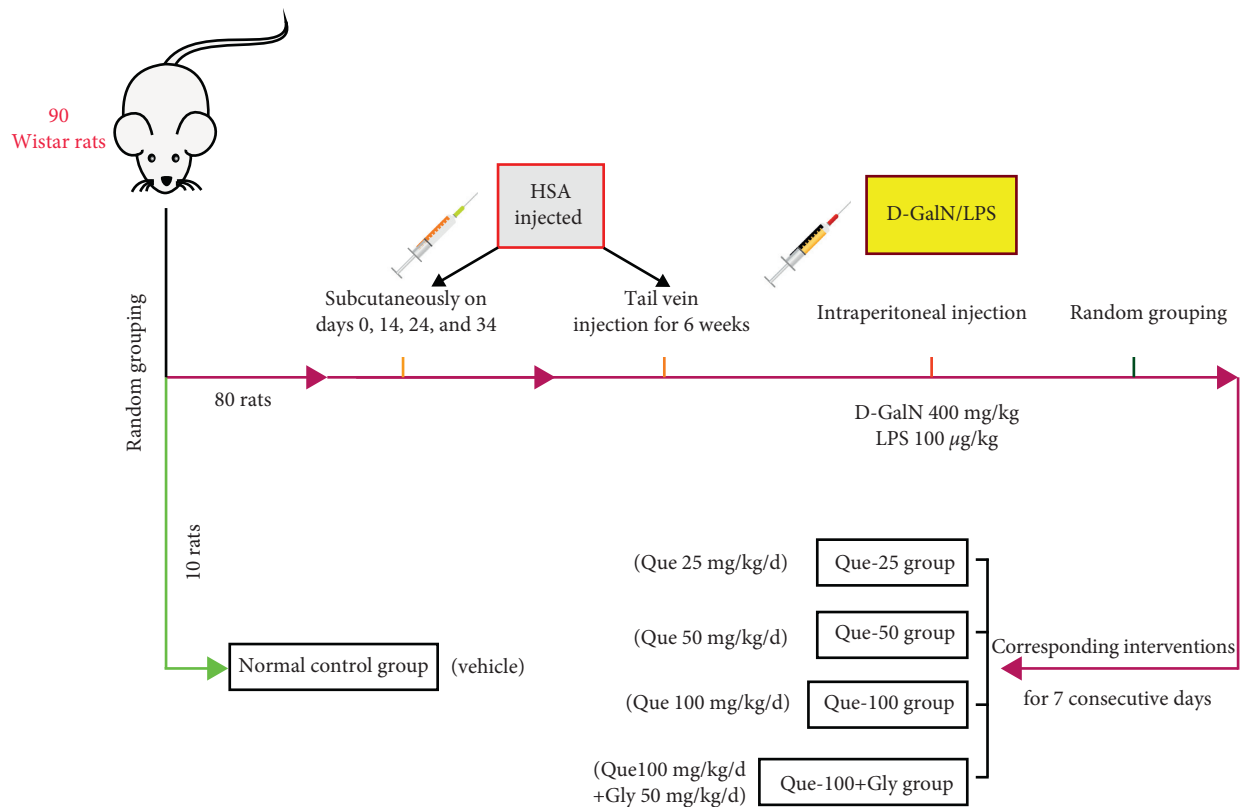 90
Wistar rats
HSA
injected
D-GalN/LPS
Subcutaneously on
days 0, 14, 24, and 34
Tail vein
injection for 6 weeks
Intraperitoneal injection
Random grouping
Random grouping
80 rats
D-GalN 400 mg/kg
LPS 100 µg/kg
10 rats
Normal control group
(vehicle)
(Que 25 mg/kg/d)
Que-25 group
(Que 50 mg/kg/d)
Que-50 group
(Que 100 mg/kg/d)
Que-100 group
(Que100 mg/kg/d
+Gly 50 mg/kg/d)
Que-100+Gly group
Corresponding interventions
for 7 consecutive days